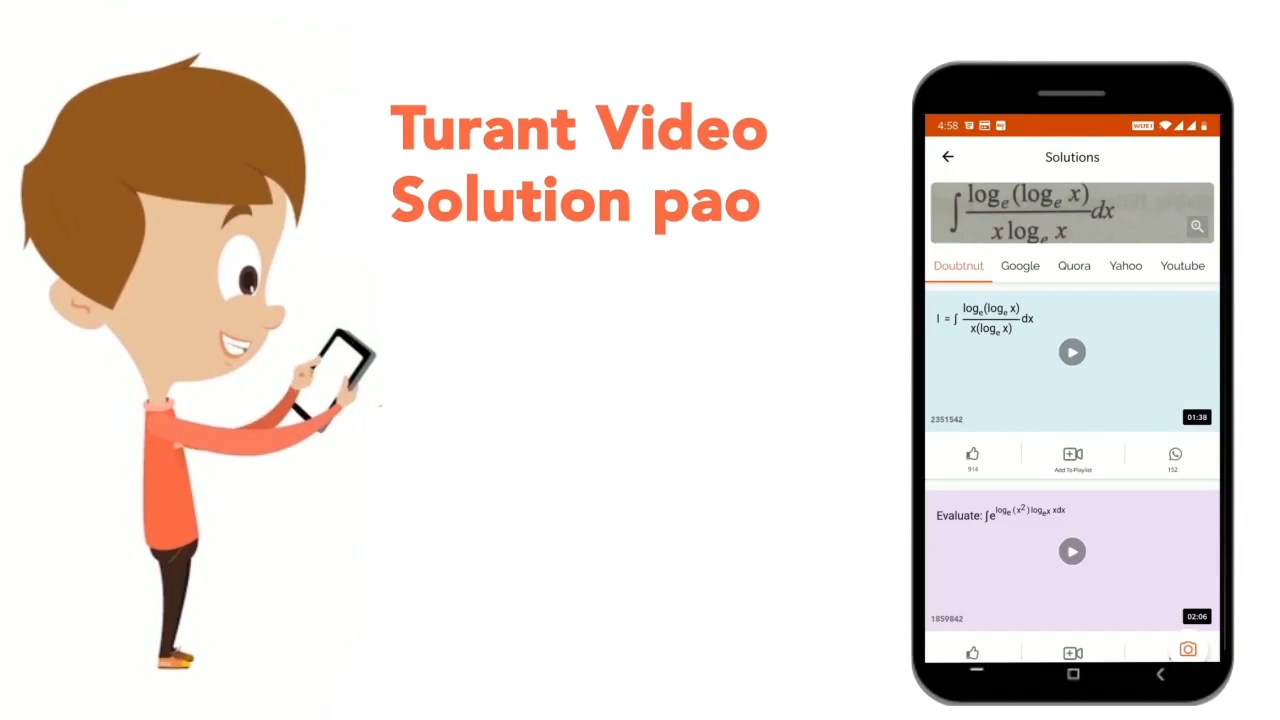 Turant Video
Solution pao
4:58
VoLTE1
Solutions
∫ logₑ(logₑ x) / x logₑ x dx
Doubtnut Google Quora Yahoo Youtube
I = ∫ logₑ(logₑ x) / x(logₑ x) dx
2351542 01:38
914 Add To Playlist 152
Evaluate: ∫e^logₑ(x²)logₑx xdx
1859842 02:06